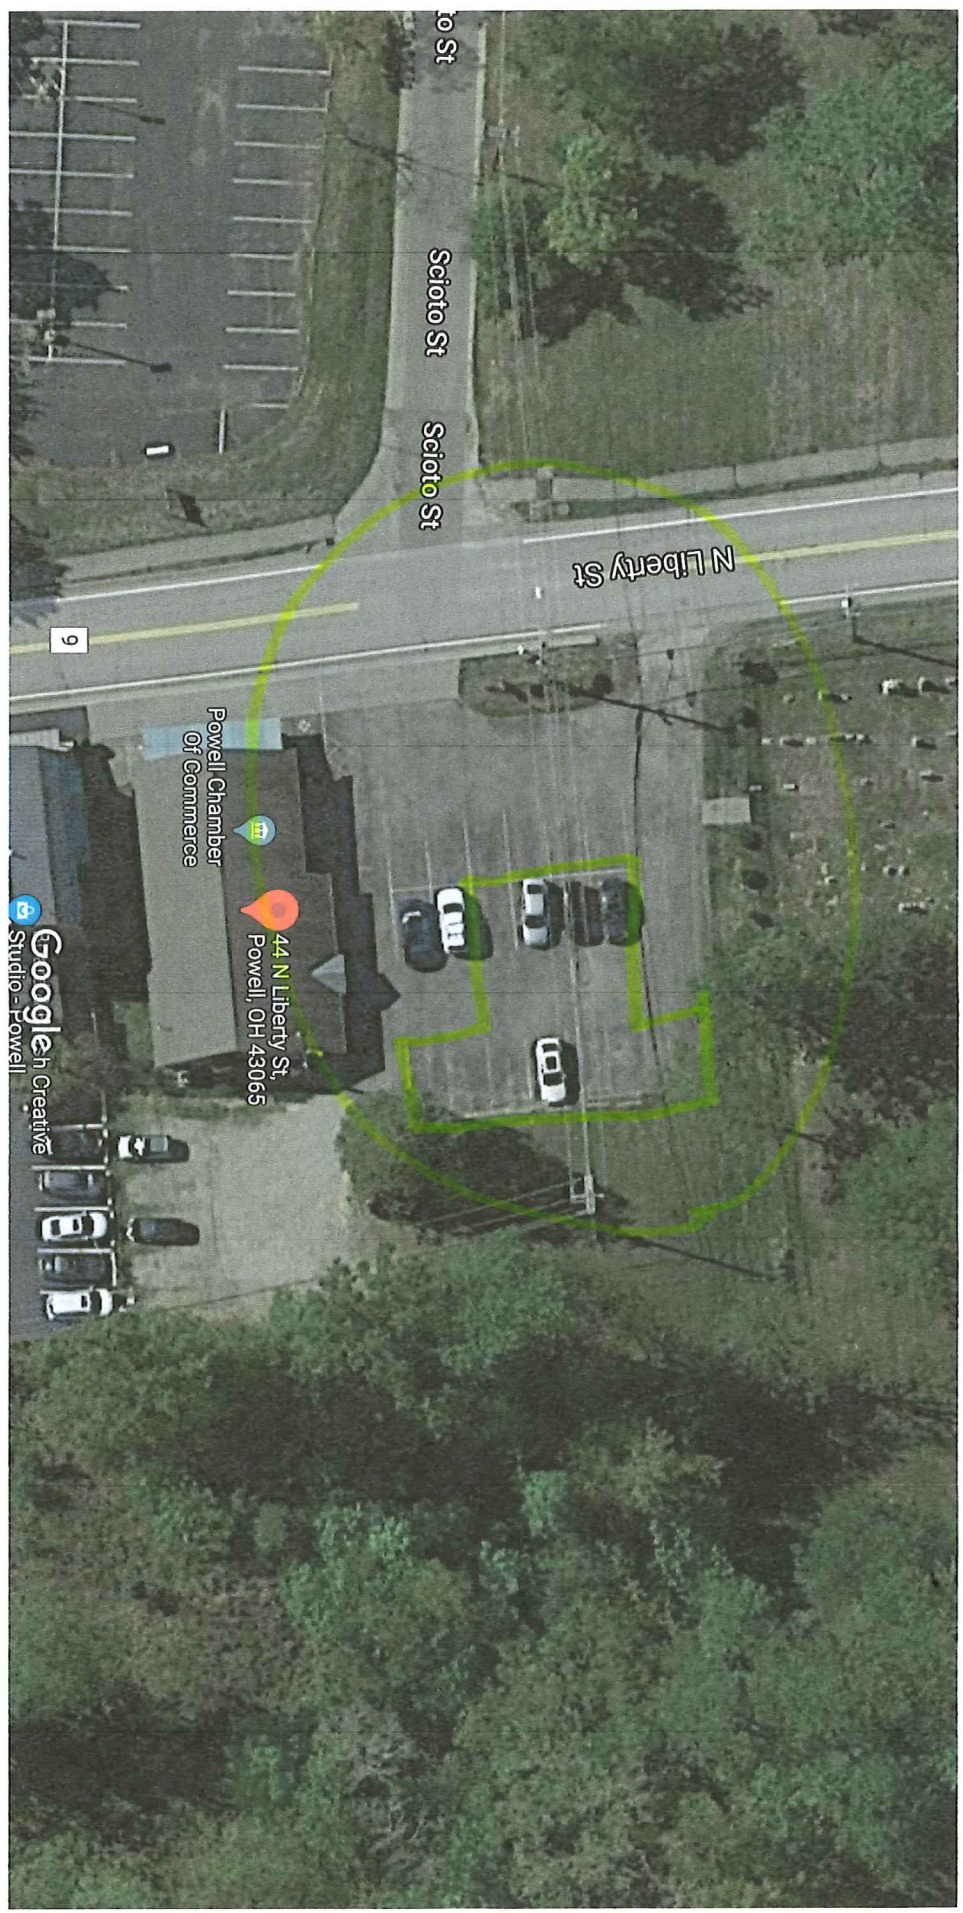 to St
Scioto St
Scioto St
N Liberty St
9
Powell Chamber
Of Commerce
44 N Liberty St,
Powell, OH 43065
Google
h Creative
Studio - Powell